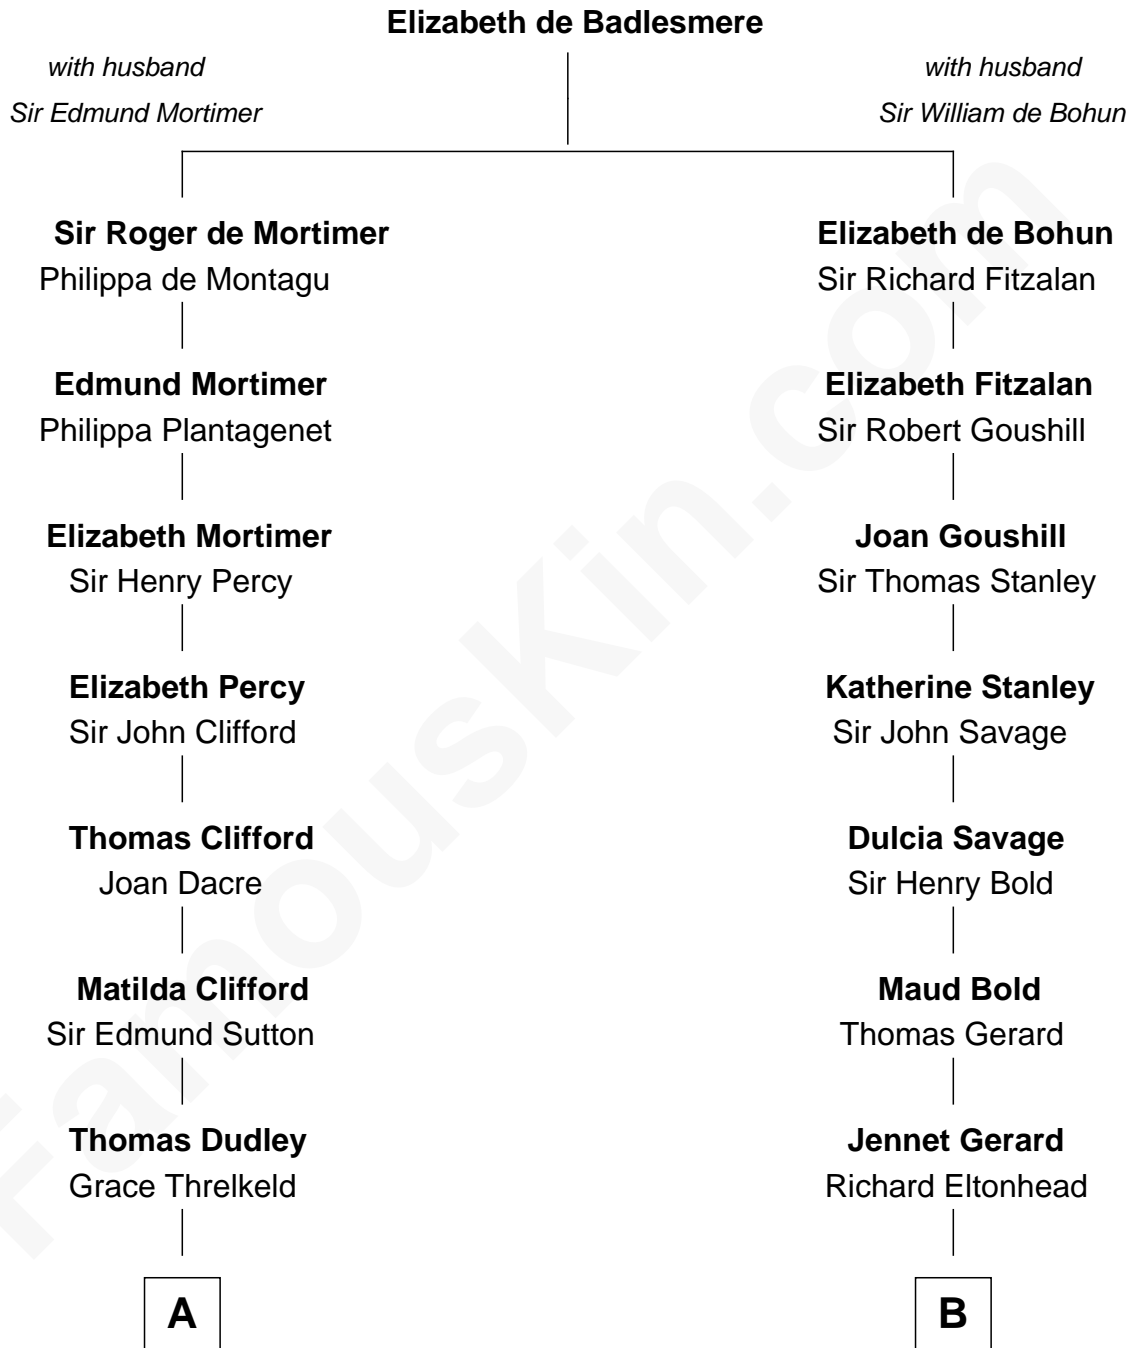 Elizabeth de Badlesmere
with husband
Sir Edmund Mortimer
with husband
Sir William de Bohun
Sir Roger de Mortimer
Philippa de Montagu
Elizabeth de Bohun
Sir Richard Fitzalan
Edmund Mortimer
Philippa Plantagenet
Elizabeth Fitzalan
Sir Robert Goushill
Elizabeth Mortimer
Sir Henry Percy
Joan Goushill
Sir Thomas Stanley
Elizabeth Percy
Sir John Clifford
Katherine Stanley
Sir John Savage
Thomas Clifford
Joan Dacre
Dulcia Savage
Sir Henry Bold
Matilda Clifford
Sir Edmund Sutton
Maud Bold
Thomas Gerard
Thomas Dudley
Grace Threlkeld
Jennet Gerard
Richard Eltonhead
A
B
FamousKin.com